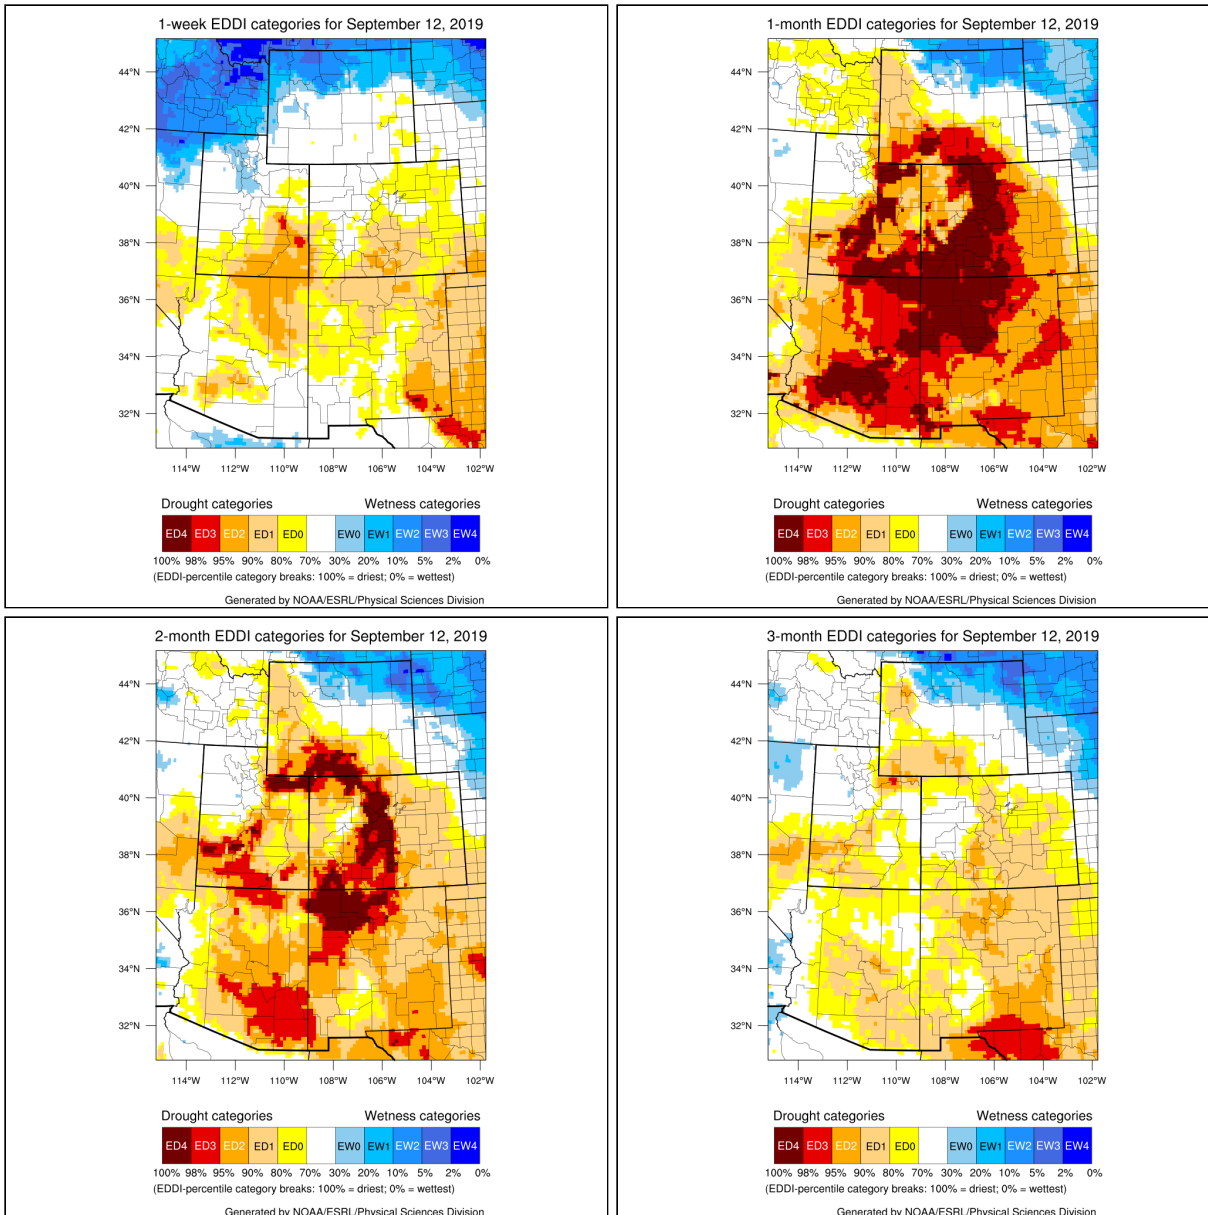 1-week EDDI categories for September 12, 2019
44°N
42°N
40°N
38°N
36°N
34°N
32°N
114°W 112°W 110°W 108°W 106°W 104°W 102°W
Drought categories Wetness categories
ED4 ED3 ED2 ED1 ED0 EW0 EW1 EW2 EW3 EW4
100% 98% 95% 90% 80% 70% 30% 20% 10% 5% 2% 0%
(EDDI-percentile category breaks: 100% = driest; 0% = wettest)
Generated by NOAA/ESRL/Physical Sciences Division
1-month EDDI categories for September 12, 2019
44°N
42°N
40°N
38°N
36°N
34°N
32°N
114°W 112°W 110°W 108°W 106°W 104°W 102°W
Drought categories Wetness categories
ED4 ED3 ED2 ED1 ED0 EW0 EW1 EW2 EW3 EW4
100% 98% 95% 90% 80% 70% 30% 20% 10% 5% 2% 0%
(EDDI-percentile category breaks: 100% = driest; 0% = wettest)
Generated by NOAA/ESRL/Physical Sciences Division
2-month EDDI categories for September 12, 2019
44°N
42°N
40°N
38°N
36°N
34°N
32°N
114°W 112°W 110°W 108°W 106°W 104°W 102°W
Drought categories Wetness categories
ED4 ED3 ED2 ED1 ED0 EW0 EW1 EW2 EW3 EW4
100% 98% 95% 90% 80% 70% 30% 20% 10% 5% 2% 0%
(EDDI-percentile category breaks: 100% = driest; 0% = wettest)
Generated by NOAA/ESRL/Physical Sciences Division
3-month EDDI categories for September 12, 2019
44°N
42°N
40°N
38°N
36°N
34°N
32°N
114°W 112°W 110°W 108°W 106°W 104°W 102°W
Drought categories Wetness categories
ED4 ED3 ED2 ED1 ED0 EW0 EW1 EW2 EW3 EW4
100% 98% 95% 90% 80% 70% 30% 20% 10% 5% 2% 0%
(EDDI-percentile category breaks: 100% = driest; 0% = wettest)
Generated by NOAA/ESRL/Physical Sciences Division